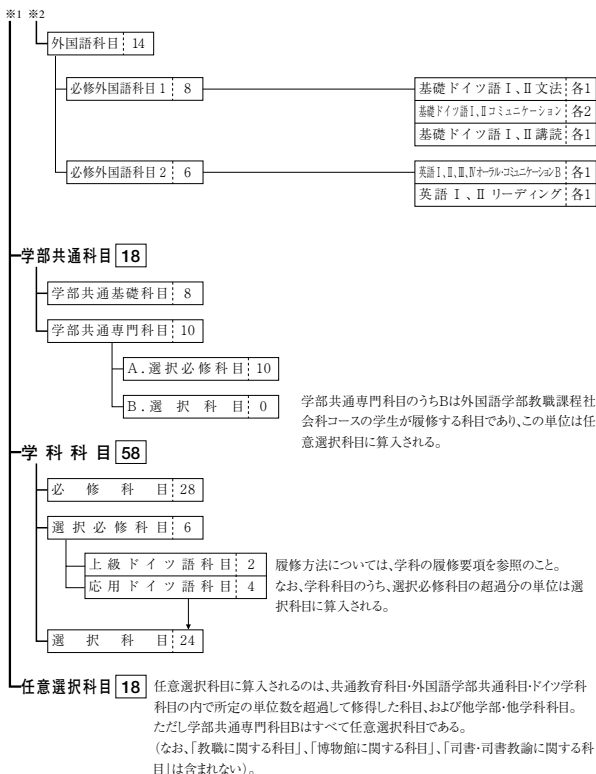 ※1 ※2
外国語科目 14
必修外国語科目1 8
基礎ドイツ語Ⅰ、Ⅱ文法 各1
基礎ドイツ語Ⅰ、Ⅱコミュニケーション 各2
基礎ドイツ語Ⅰ、Ⅱ講読 各1
必修外国語科目2 6
英語Ⅰ、Ⅱ、Ⅲ、Ⅳオーラル・コミュニケーションB 各1
英語Ⅰ、Ⅱリーディング 各1
学部共通科目 18
学部共通基礎科目 8
学部共通専門科目 10
A.選択必修科目 10
B.選択科目 0
学部共通専門科目のうちBは外国語学部教職課程社
会科コースの学生が履修する科目であり、この単位は任
意選択科目に算入される。
学科科目 58
必修科目 28
選択必修科目 6
上級ドイツ語科目 2
応用ドイツ語科目 4
履修方法については、学科の履修要項を参照のこと。
なお、学科科目のうち、選択必修科目の超過分の単位は選
択科目に算入される。
選択科目 24
任意選択科目 18
任意選択科目に算入されるのは、共通教育科目・外国語学部共通科目・ドイツ学科
科目の内で所定の単位数を超過して修得した科目、および他学部・他学科科目。
ただし学部共通専門科目Bはすべて任意選択科目である。
(なお、「教職に関する科目」、「博物館に関する科目」、「司書・司書教諭に関する科
目」は含まれない)。